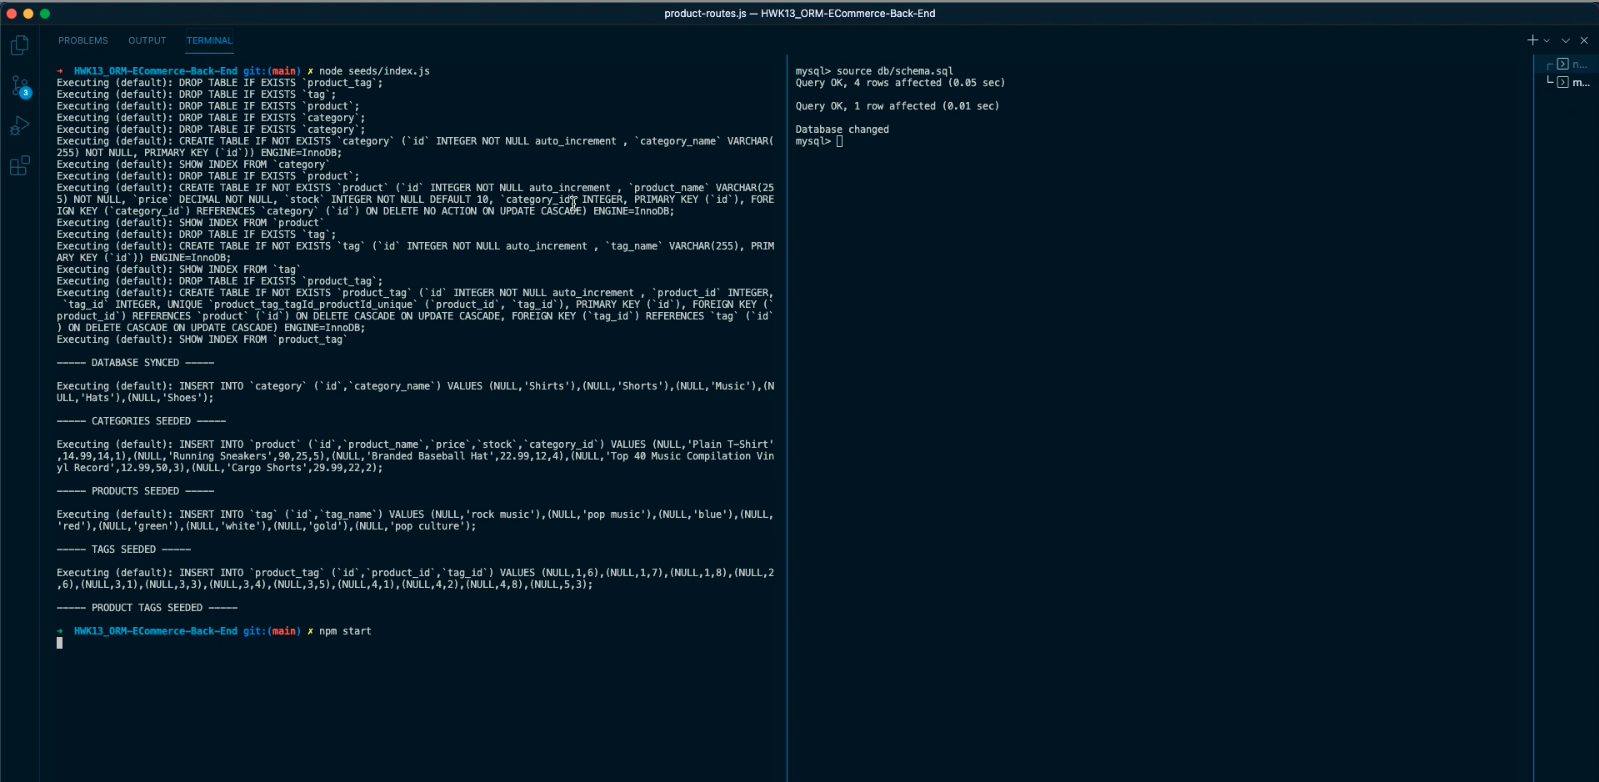 product-routes.js — HWK13_ORM-ECommerce-Back-End
PROBLEMS OUTPUT TERMINAL
3
→ HWK13_ORM-ECommerce-Back-End git:(main) ✗ node seeds/index.js
Executing (default): DROP TABLE IF EXISTS `product_tag`;
Executing (default): DROP TABLE IF EXISTS `tag`;
Executing (default): DROP TABLE IF EXISTS `product`;
Executing (default): DROP TABLE IF EXISTS `category`;
Executing (default): DROP TABLE IF EXISTS `category`;
Executing (default): CREATE TABLE IF NOT EXISTS `category` (`id` INTEGER NOT NULL auto_increment , `category_name` VARCHAR(
255) NOT NULL, PRIMARY KEY (`id`)) ENGINE=InnoDB;
Executing (default): SHOW INDEX FROM `category`
Executing (default): DROP TABLE IF EXISTS `product`;
Executing (default): CREATE TABLE IF NOT EXISTS `product` (`id` INTEGER NOT NULL auto_increment , `product_name` VARCHAR(25
5) NOT NULL, `price` DECIMAL NOT NULL, `stock` INTEGER NOT NULL DEFAULT 10, `category_id` INTEGER, PRIMARY KEY (`id`), FORE
IGN KEY (`category_id`) REFERENCES `category` (`id`) ON DELETE NO ACTION ON UPDATE CASCADE) ENGINE=InnoDB;
Executing (default): SHOW INDEX FROM `product`
Executing (default): DROP TABLE IF EXISTS `tag`;
Executing (default): CREATE TABLE IF NOT EXISTS `tag` (`id` INTEGER NOT NULL auto_increment , `tag_name` VARCHAR(255), PRIM
ARY KEY (`id`)) ENGINE=InnoDB;
Executing (default): SHOW INDEX FROM `tag`
Executing (default): DROP TABLE IF EXISTS `product_tag`;
Executing (default): CREATE TABLE IF NOT EXISTS `product_tag` (`id` INTEGER NOT NULL auto_increment , `product_id` INTEGER,
`tag_id` INTEGER, UNIQUE `product_tag_tagId_productId_unique` (`product_id`, `tag_id`), PRIMARY KEY (`id`), FOREIGN KEY (`
product_id`) REFERENCES `product` (`id`) ON DELETE CASCADE ON UPDATE CASCADE, FOREIGN KEY (`tag_id`) REFERENCES `tag` (`id`
) ON DELETE CASCADE ON UPDATE CASCADE) ENGINE=InnoDB;
Executing (default): SHOW INDEX FROM `product_tag`
----- DATABASE SYNCED -----
Executing (default): INSERT INTO `category` (`id`,`category_name`) VALUES (NULL,'Shirts'),(NULL,'Shorts'),(NULL,'Music'),(N
ULL,'Hats'),(NULL,'Shoes');
----- CATEGORIES SEEDED -----
Executing (default): INSERT INTO `product` (`id`,`product_name`,`price`,`stock`,`category_id`) VALUES (NULL,'Plain T-Shirt'
,14.99,14,1),(NULL,'Running Sneakers',90,25,5),(NULL,'Branded Baseball Hat',22.99,12,4),(NULL,'Top 40 Music Compilation Vin
yl Record',12.99,50,3),(NULL,'Cargo Shorts',29.99,22,2);
----- PRODUCTS SEEDED -----
Executing (default): INSERT INTO `tag` (`id`,`tag_name`) VALUES (NULL,'rock music'),(NULL,'pop music'),(NULL,'blue'),(NULL,
'red'),(NULL,'green'),(NULL,'white'),(NULL,'gold'),(NULL,'pop culture');
----- TAGS SEEDED -----
Executing (default): INSERT INTO `product_tag` (`id`,`product_id`,`tag_id`) VALUES (NULL,1,6),(NULL,1,7),(NULL,1,8),(NULL,2
,6),(NULL,3,1),(NULL,3,3),(NULL,3,4),(NULL,3,5),(NULL,4,1),(NULL,4,2),(NULL,4,8),(NULL,5,3);
----- PRODUCT TAGS SEEDED -----
→ HWK13_ORM-ECommerce-Back-End git:(main) ✗ npm start
mysql> source db/schema.sql
Query OK, 4 rows affected (0.05 sec)
Query OK, 1 row affected (0.01 sec)
Database changed
mysql>
n...
m...